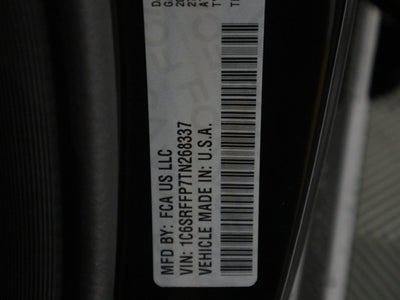 MFD BY: FCA US LLC
VIN: 1C6SRFFP7TN268337
VEHICLE MADE IN: U.S.A.